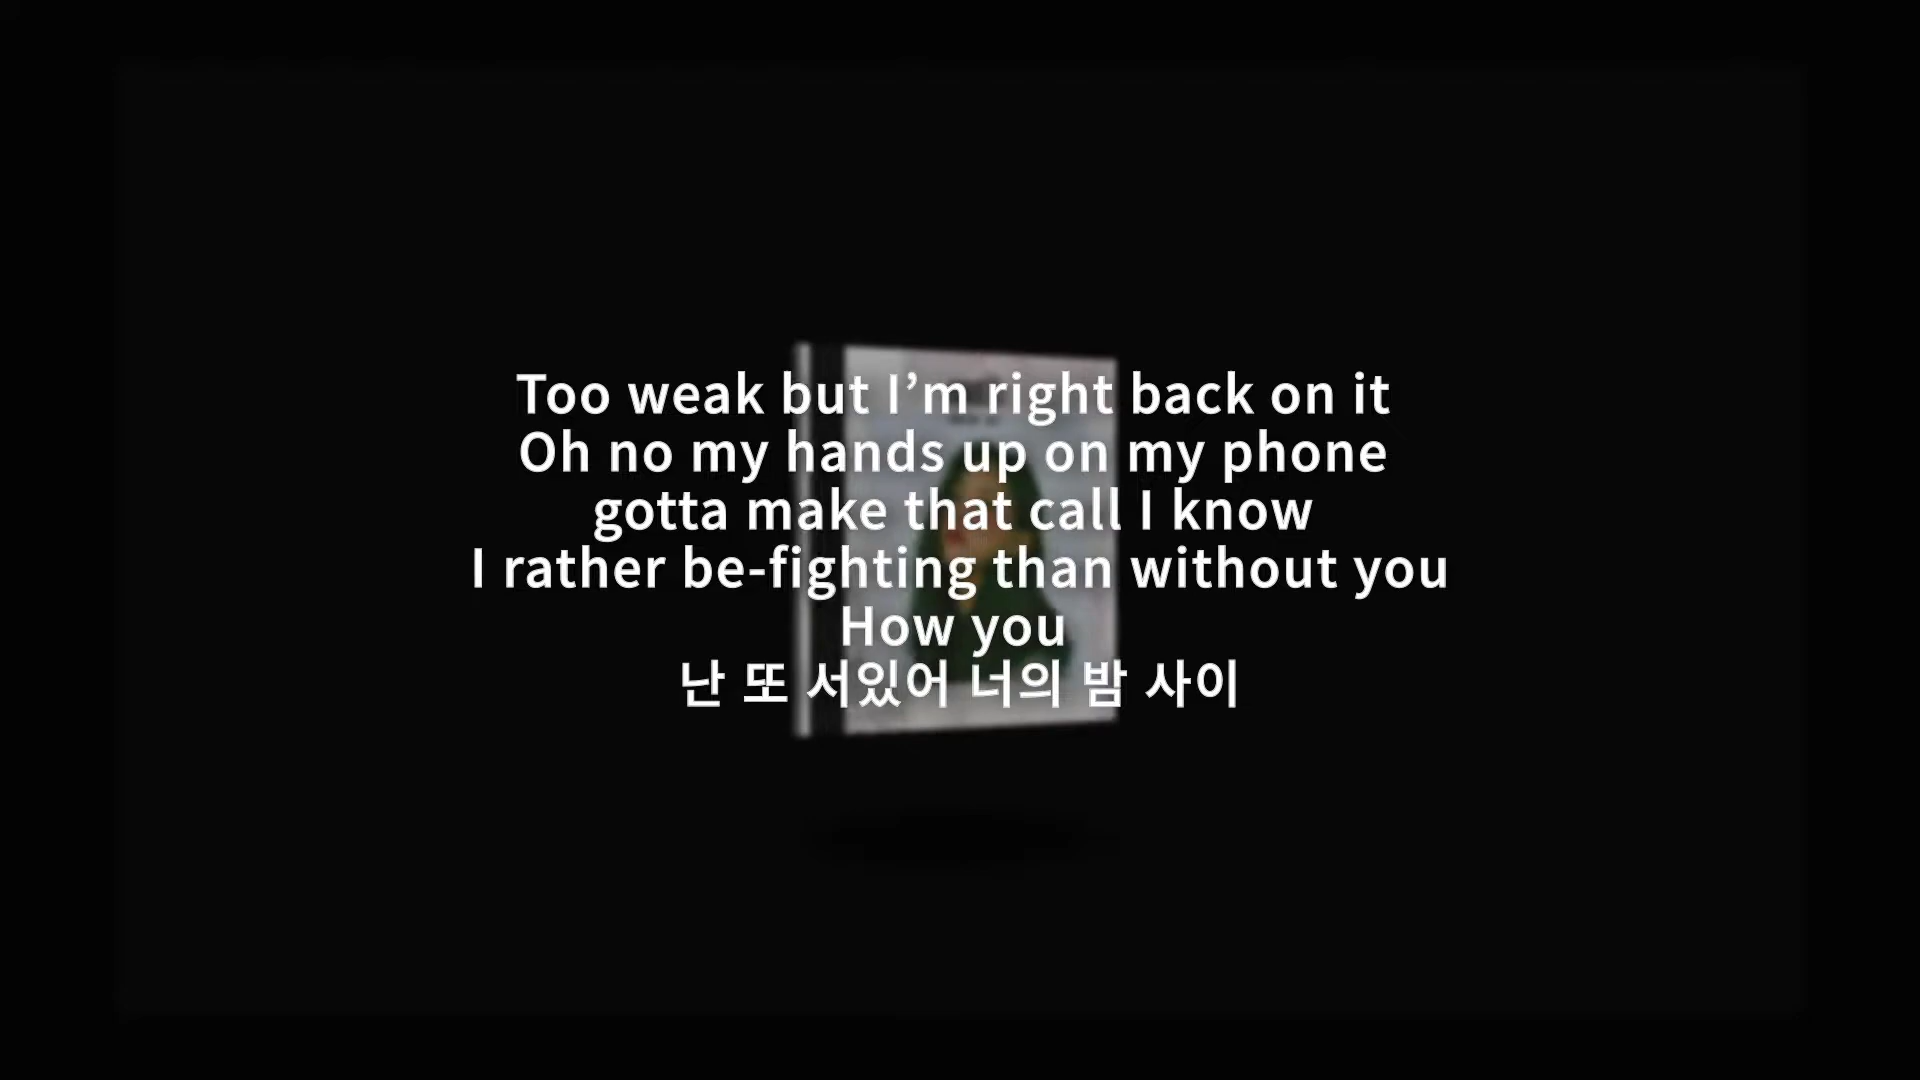 Too weak but I’m right back on it
Oh no my hands up on my phone
gotta make that call I know
I rather be-fighting than without you
How you
난 또 서있어 너의 밤 사이